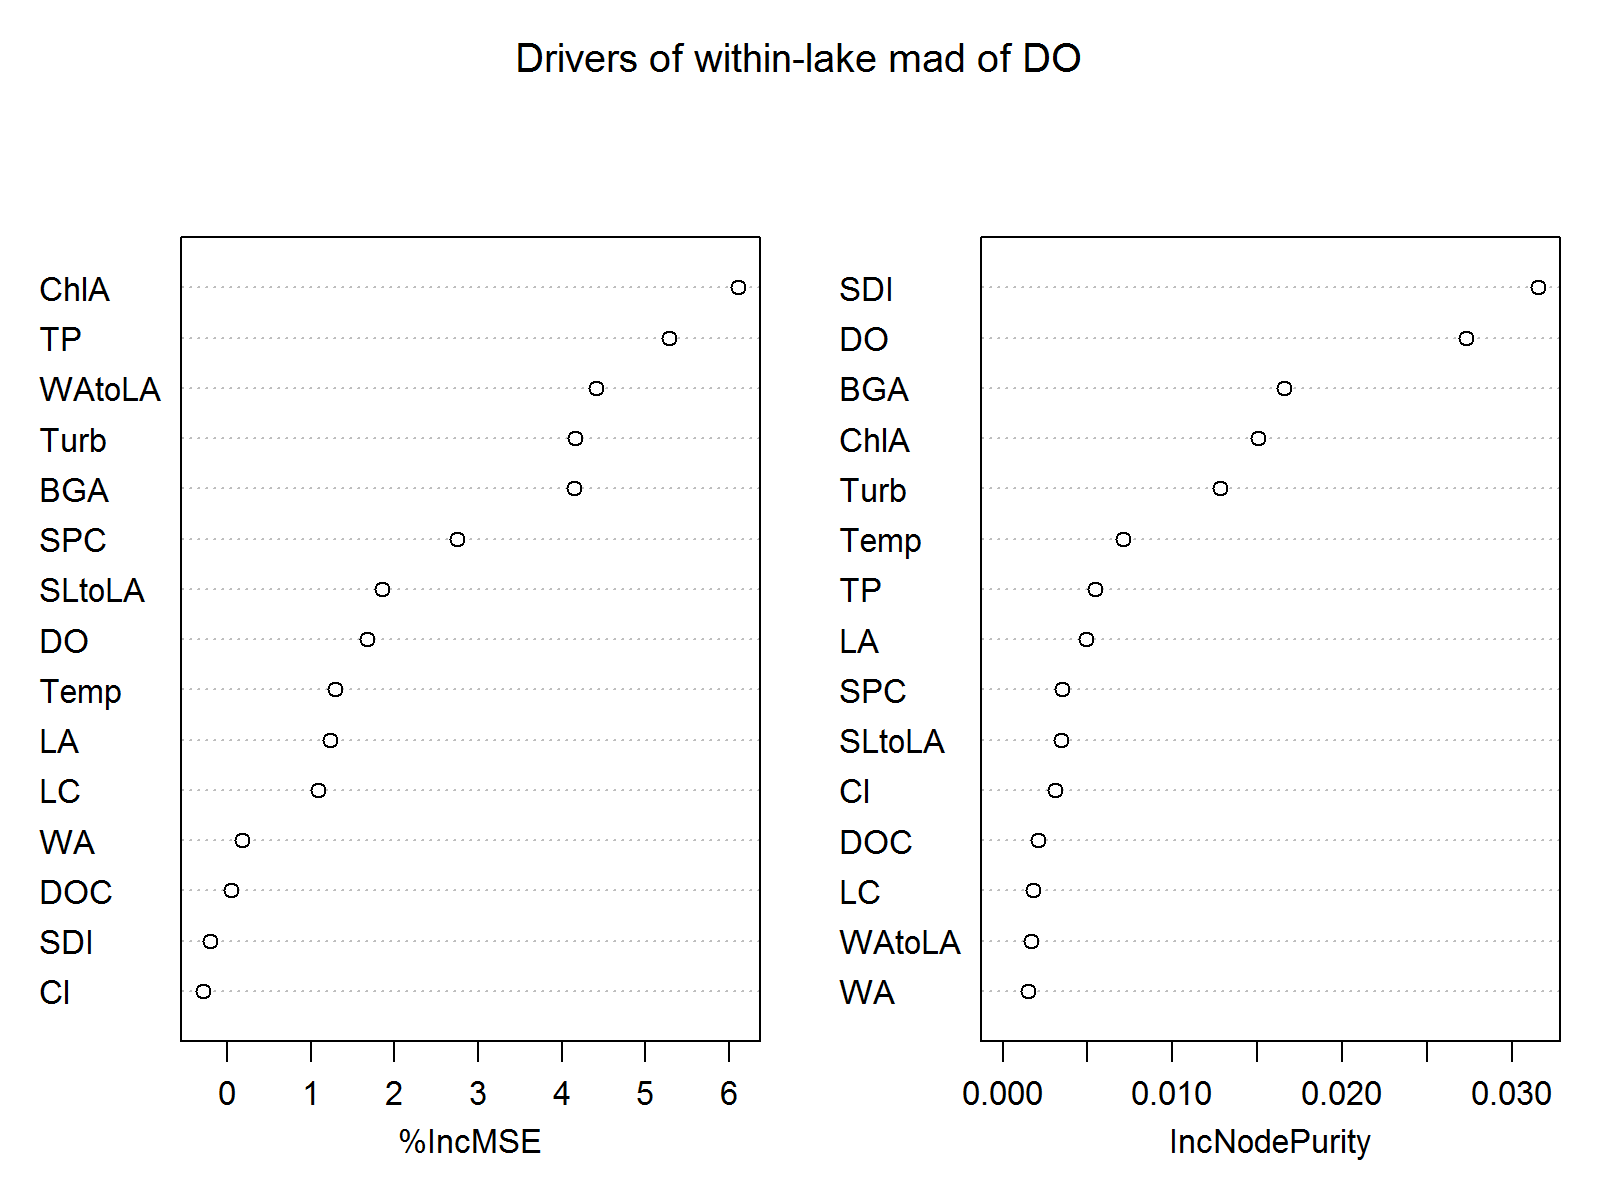 Drivers of within-lake mad of DO
ChlA
TP
WAtoLA
Turb
BGA
SPC
SLtoLA
DO
Temp
LA
LC
WA
DOC
SDI
Cl
0 1 2 3 4 5 6
%IncMSE
SDI
DO
BGA
ChlA
Turb
Temp
TP
LA
SPC
SLtoLA
Cl
DOC
LC
WAtoLA
WA
0.000 0.010 0.020 0.030
IncNodePurity